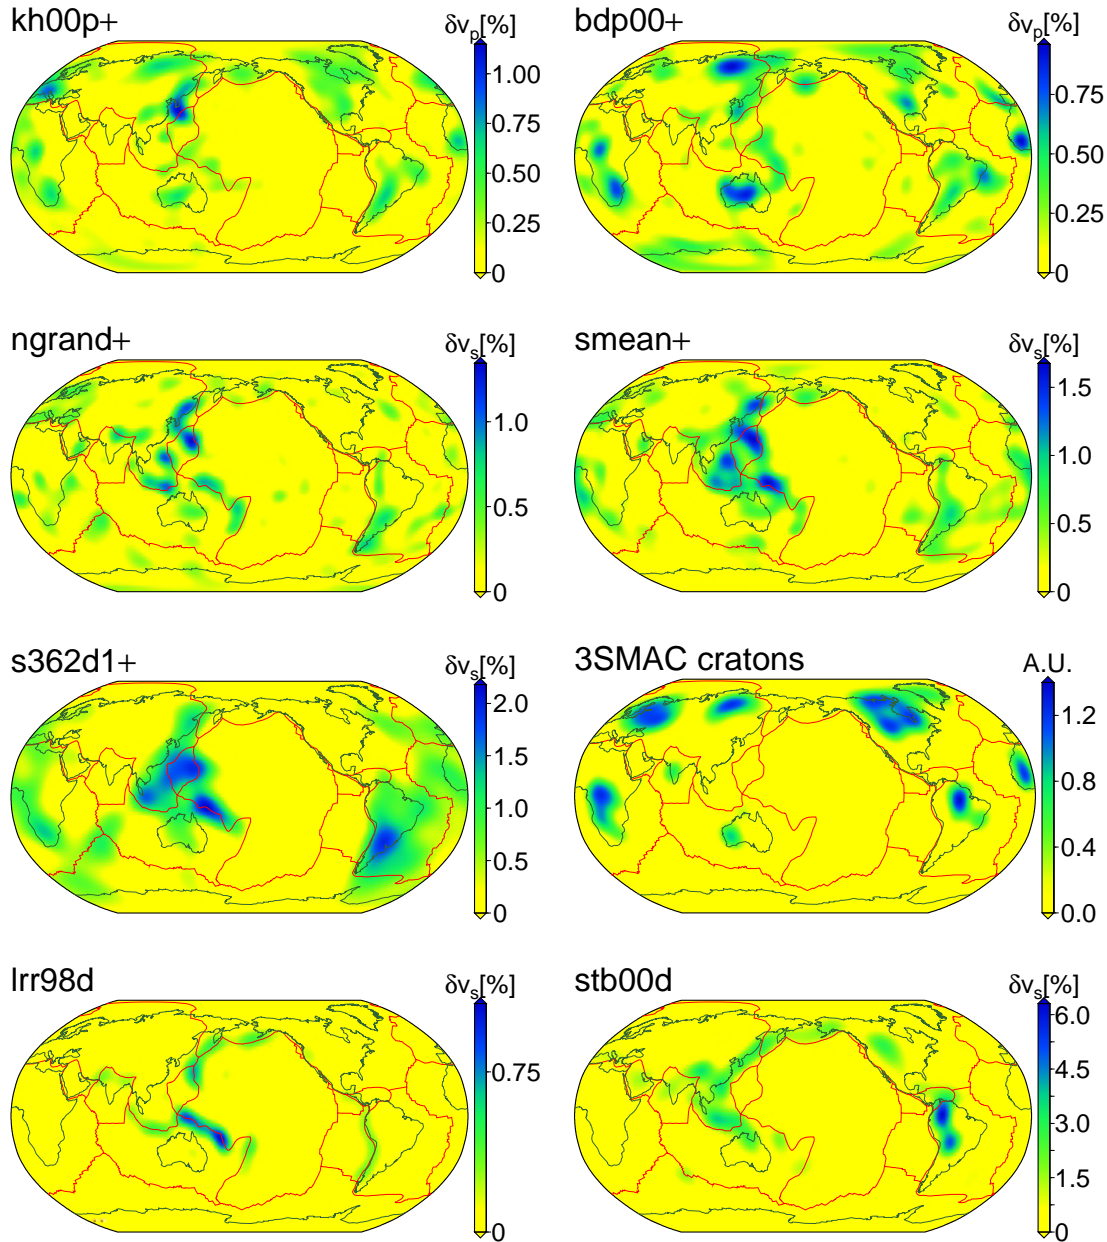 kh00p+
δvp[%]
1.00
0.75
0.50
0.25
0
bdp00+
δvp[%]
0.75
0.50
0.25
0
ngrand+
δvs[%]
1.0
0.5
0
smean+
δvs[%]
1.5
1.0
0.5
0
s362d1+
δvs[%]
2.0
1.5
1.0
0.5
0
3SMAC cratons
A.U.
1.2
0.8
0.4
0.0
lrr98d
δvs[%]
0.75
0
stb00d
δvs[%]
6.0
4.5
3.0
1.5
0